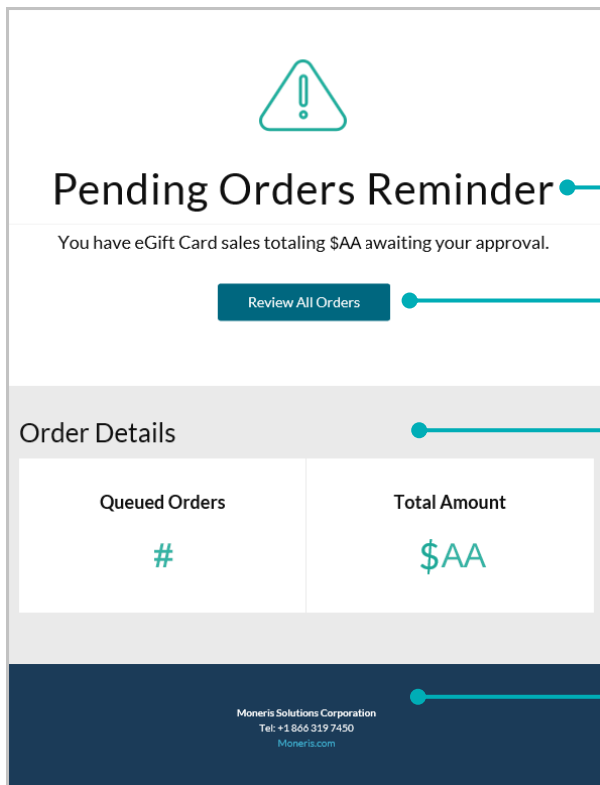 Pending Orders Reminder
You have eGift Card sales totaling $AA awaiting your approval.
Review All Orders
Order Details
Queued Orders
Total Amount
#
$AA
Moneris Solutions Corporation
Tel: +1 866 319 7450
Moneris.com